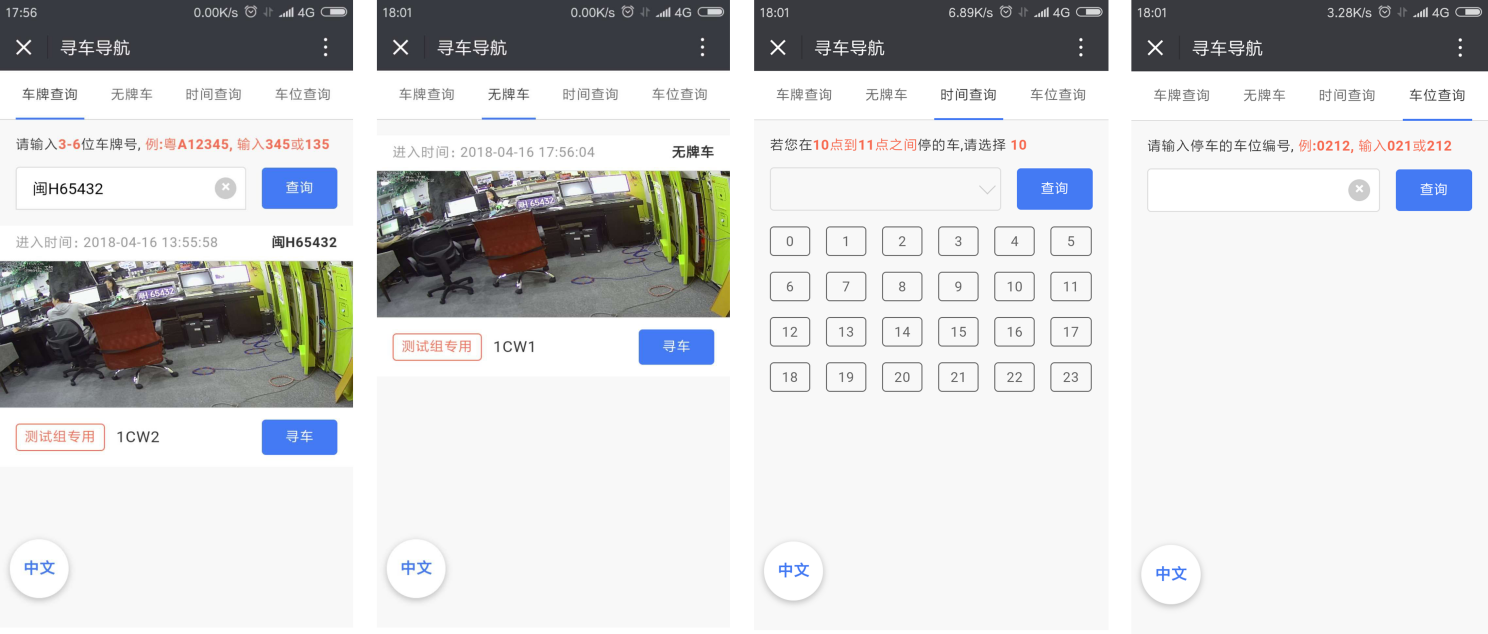 17:56
0.00K/s 4G
寻车导航
车牌查询 无牌车 时间查询 车位查询
请输入3-6位车牌号, 例:粤A12345, 输入345或135
闽H65432
查询
进入时间: 2018-04-16 13:55:58 闽H65432
闽H 65432
测试组专用 1CW2 寻车
中文
18:01
0.00K/s 4G
寻车导航
车牌查询 无牌车 时间查询 车位查询
进入时间: 2018-04-16 17:56:04 无牌车
闽H 65432
测试组专用 1CW1 寻车
中文
18:01
6.89K/s 4G
寻车导航
车牌查询 无牌车 时间查询 车位查询
若您在10点到11点之间停的车,请选择 10
查询
0 1 2 3 4 5
6 7 8 9 10 11
12 13 14 15 16 17
18 19 20 21 22 23
中文
18:01
3.28K/s 4G
寻车导航
车牌查询 无牌车 时间查询 车位查询
请输入停车的车位编号, 例:0212, 输入021或212
查询
中文